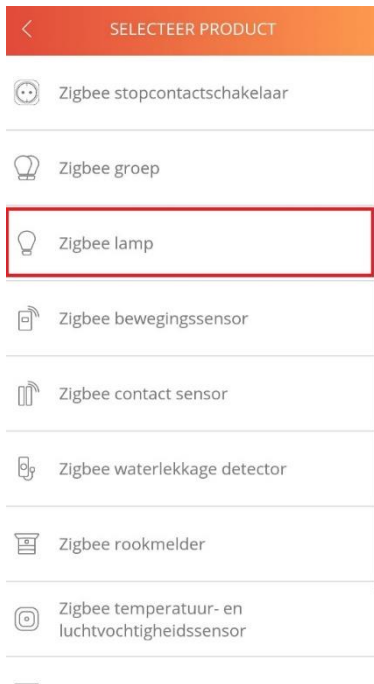 SELECTEER PRODUCT
Zigbee stopcontactschakelaar
Zigbee groep
Zigbee lamp
Zigbee bewegingssensor
Zigbee contact sensor
Zigbee waterlekkage detector
Zigbee rookmelder
Zigbee temperatuur- en
luchtvochtigheidssensor